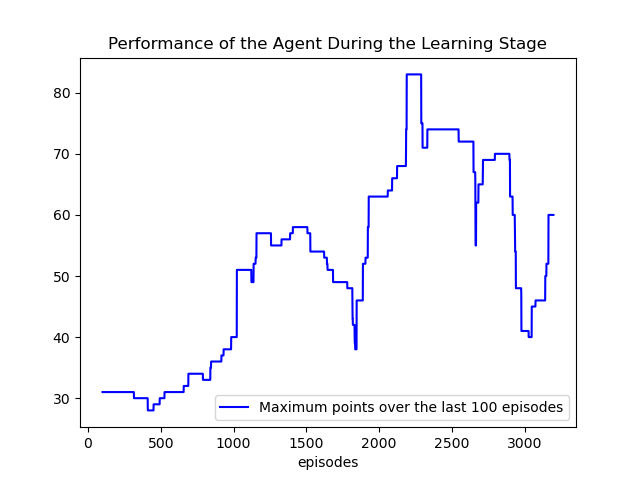 Performance of the Agent During the Learning Stage
80
70
60
50
40
30
Maximum points over the last 100 episodes
0 500 1000 1500 2000 2500 3000
episodes